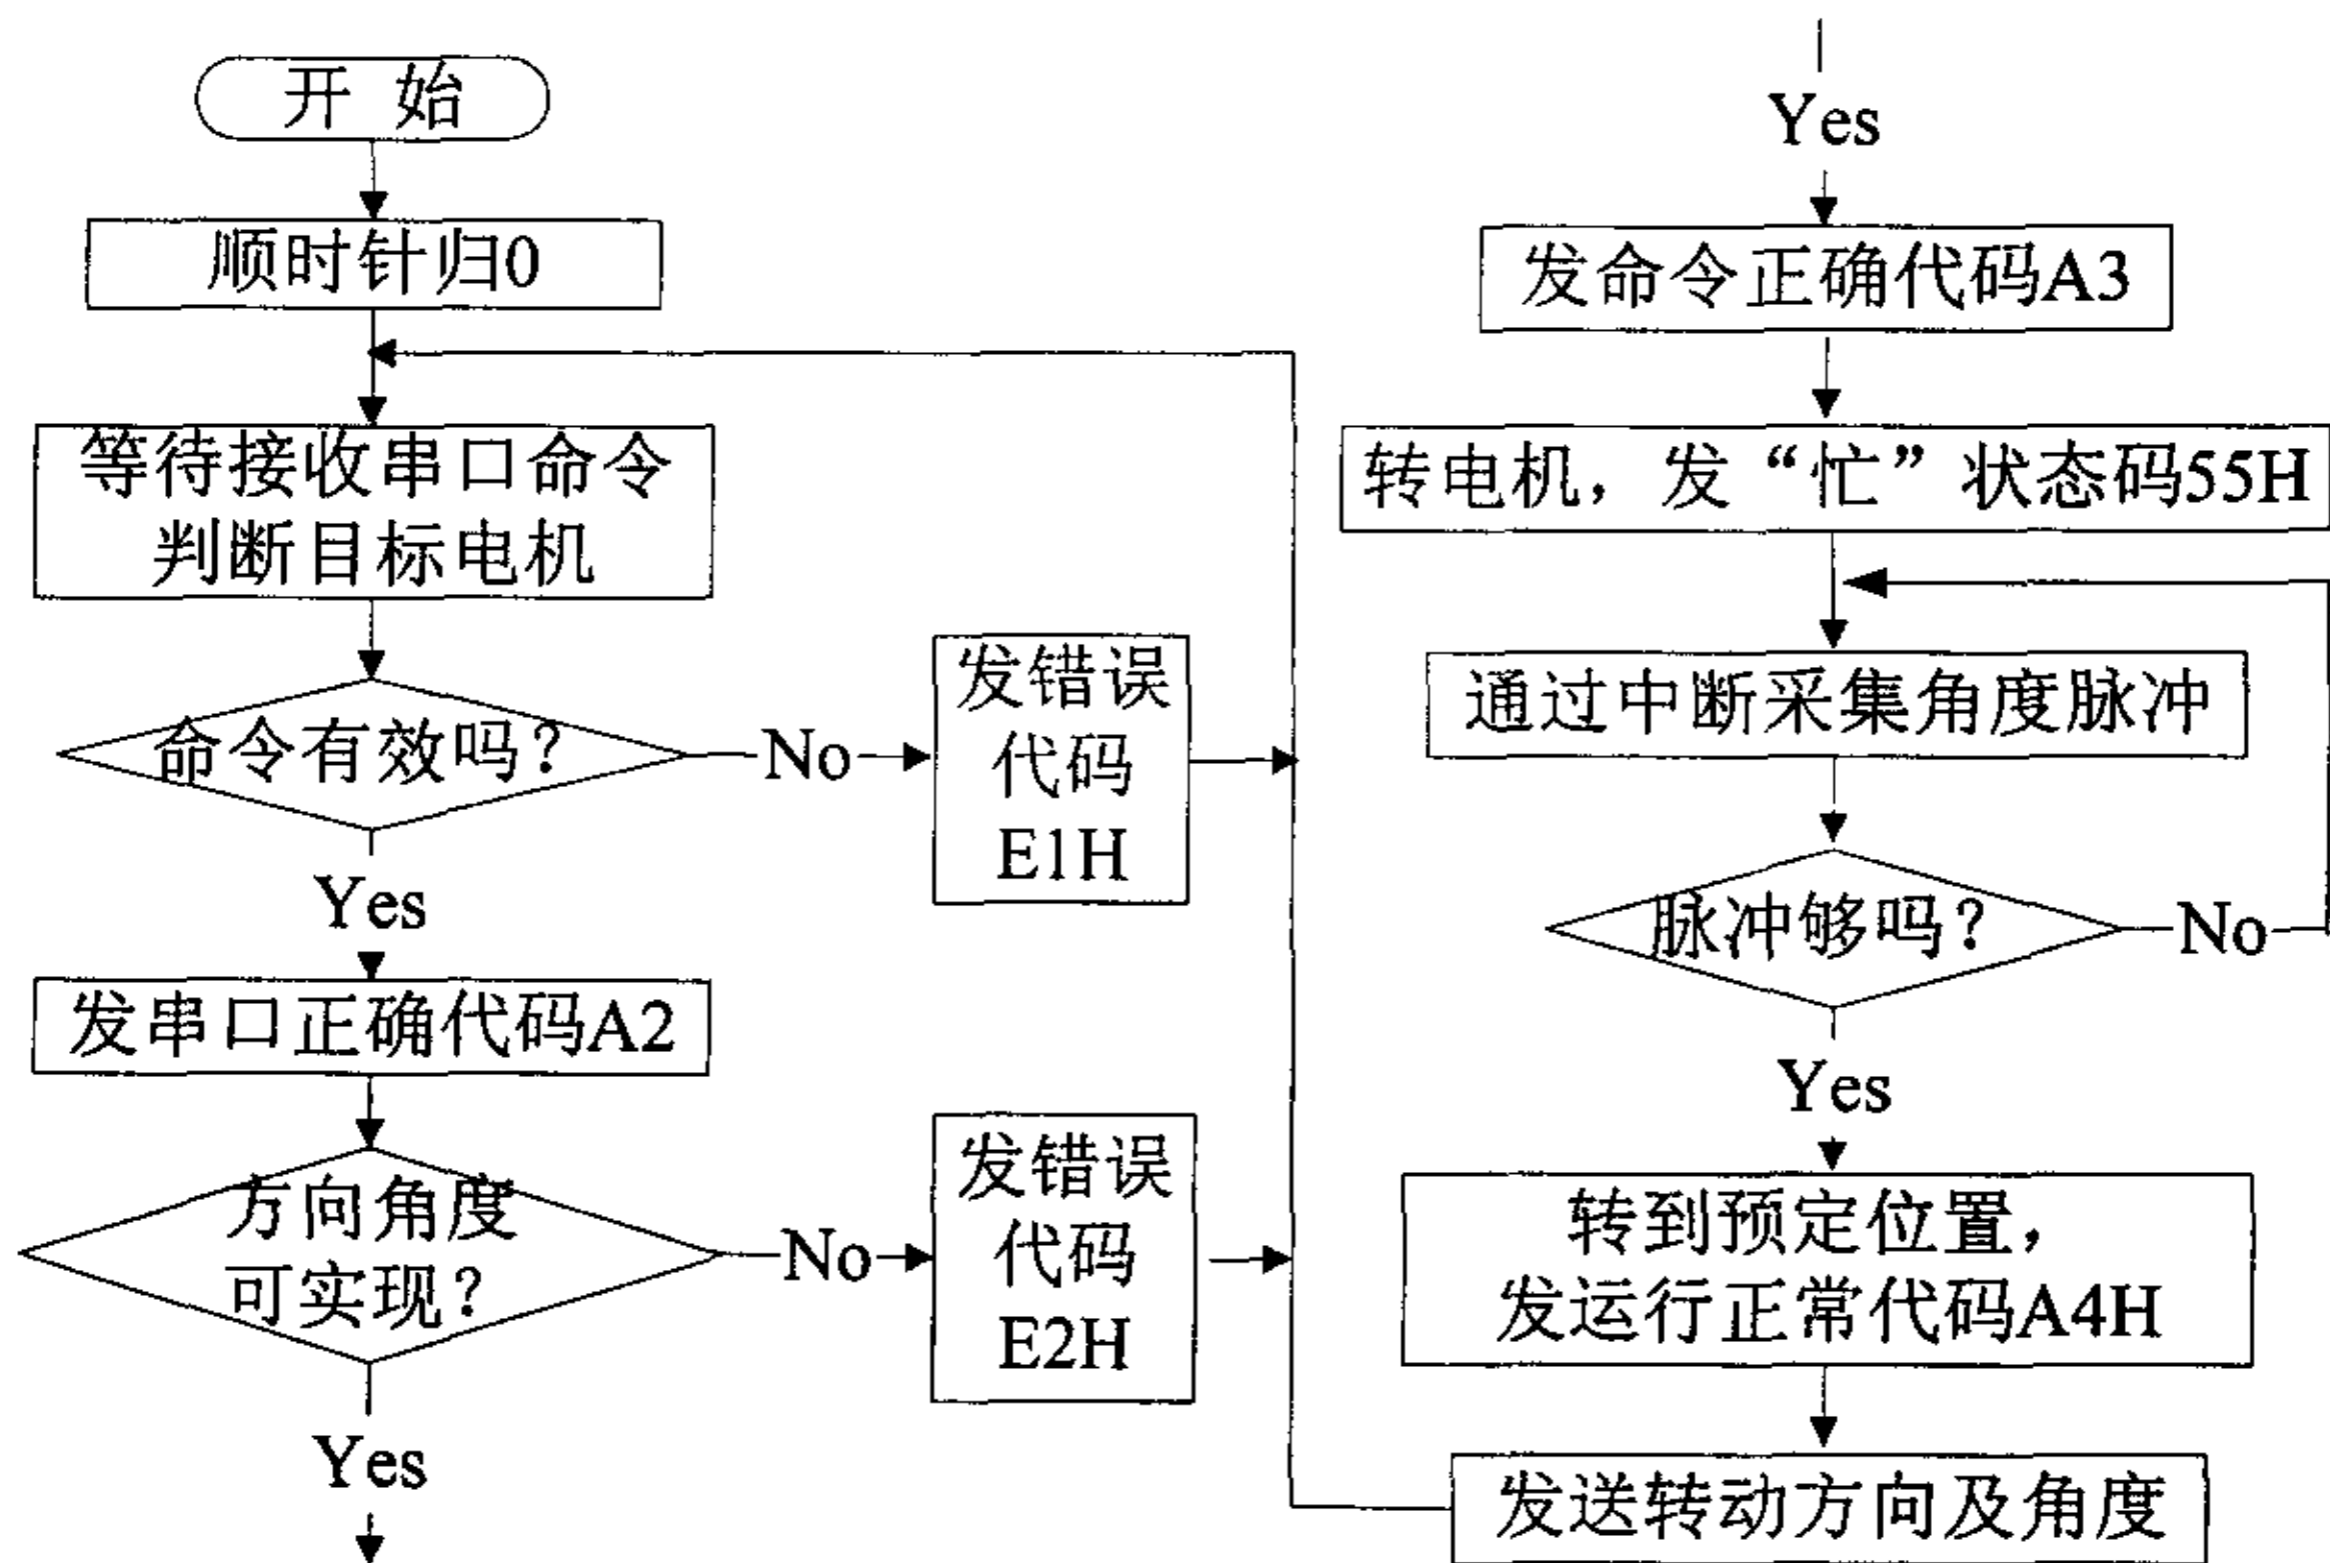 开 始
顺时针归0
等待接收串口命令
判断目标电机
命令有效吗？
No
发错误
代码
E1H
Yes
发串口正确代码A2
方向角度
可实现？
No
发错误
代码
E2H
Yes
Yes
发命令正确代码A3
转电机，发“忙”状态码55H
通过中断采集角度脉冲
脉冲够吗？
No
Yes
转到预定位置，
发运行正常代码A4H
发送转动方向及角度